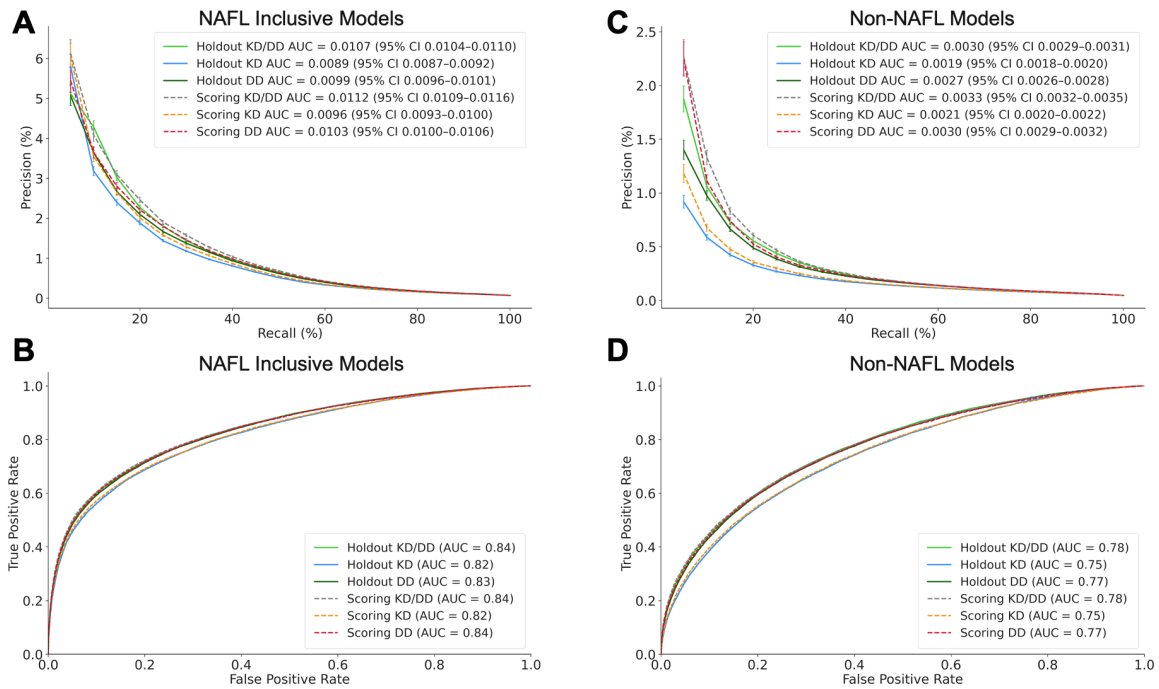 A
NAFL Inclusive Models
Holdout KD/DD AUC = 0.0107 (95% CI 0.0104–0.0110)
Holdout KD AUC = 0.0089 (95% CI 0.0087–0.0092)
Holdout DD AUC = 0.0099 (95% CI 0.0096–0.0101)
Scoring KD/DD AUC = 0.0112 (95% CI 0.0109–0.0116)
Scoring KD AUC = 0.0096 (95% CI 0.0093–0.0100)
Scoring DD AUC = 0.0103 (95% CI 0.0100–0.0106)
Precision (%)
6
5
4
3
2
1
0
20
40
60
80
100
Recall (%)
C
Non-NAFL Models
Holdout KD/DD AUC = 0.0030 (95% CI 0.0029–0.0031)
Holdout KD AUC = 0.0019 (95% CI 0.0018–0.0020)
Holdout DD AUC = 0.0027 (95% CI 0.0026–0.0028)
Scoring KD/DD AUC = 0.0033 (95% CI 0.0032–0.0035)
Scoring KD AUC = 0.0021 (95% CI 0.0020–0.0022)
Scoring DD AUC = 0.0030 (95% CI 0.0029–0.0032)
Precision (%)
2.5
2.0
1.5
1.0
0.5
0.0
20
40
60
80
100
Recall (%)
B
NAFL Inclusive Models
True Positive Rate
1.0
0.8
0.6
0.4
0.2
0.0
Holdout KD/DD (AUC = 0.84)
Holdout KD (AUC = 0.82)
Holdout DD (AUC = 0.83)
Scoring KD/DD (AUC = 0.84)
Scoring KD (AUC = 0.82)
Scoring DD (AUC = 0.84)
0.0
0.2
0.4
0.6
0.8
1.0
False Positive Rate
D
Non-NAFL Models
True Positive Rate
1.0
0.8
0.6
0.4
0.2
0.0
Holdout KD/DD (AUC = 0.78)
Holdout KD (AUC = 0.75)
Holdout DD (AUC = 0.77)
Scoring KD/DD (AUC = 0.78)
Scoring KD (AUC = 0.75)
Scoring DD (AUC = 0.77)
0.0
0.2
0.4
0.6
0.8
1.0
False Positive Rate